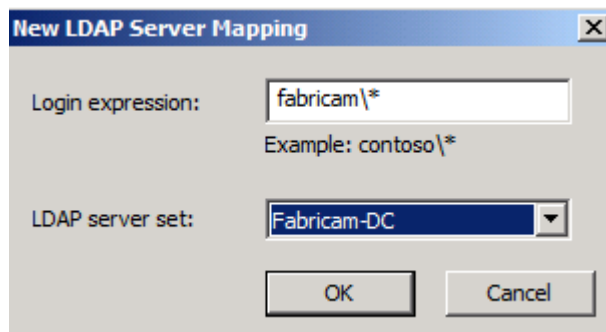 New LDAP Server Mapping
Login expression: fabricam\*
Example: contoso\*
LDAP server set: Fabricam-DC
OK Cancel